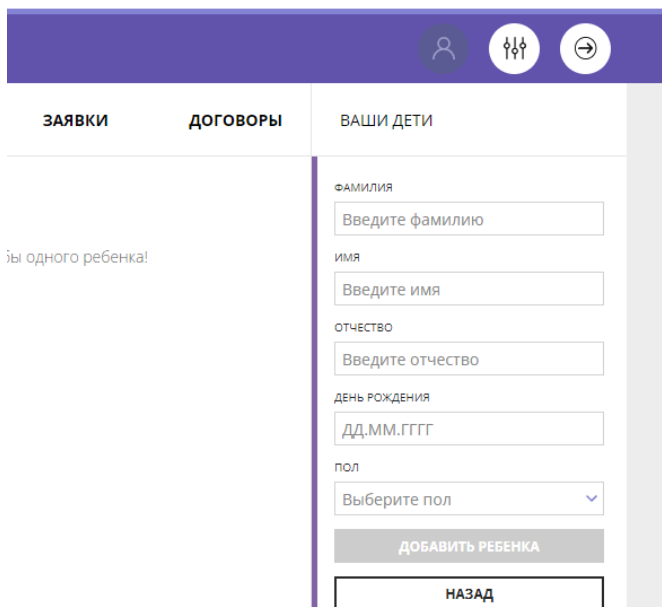 ЗАЯВКИ ДОГОВОРЫ ВАШИ ДЕТИ
одного ребенка!
ФАМИЛИЯ
Введите фамилию
ИМЯ
Введите имя
ОТЧЕСТВО
Введите отчество
ДЕНЬ РОЖДЕНИЯ
ДД.ММ.ГГГГ
ПОЛ
Выберите пол
ДОБАВИТЬ РЕБЕНКА
НАЗАД